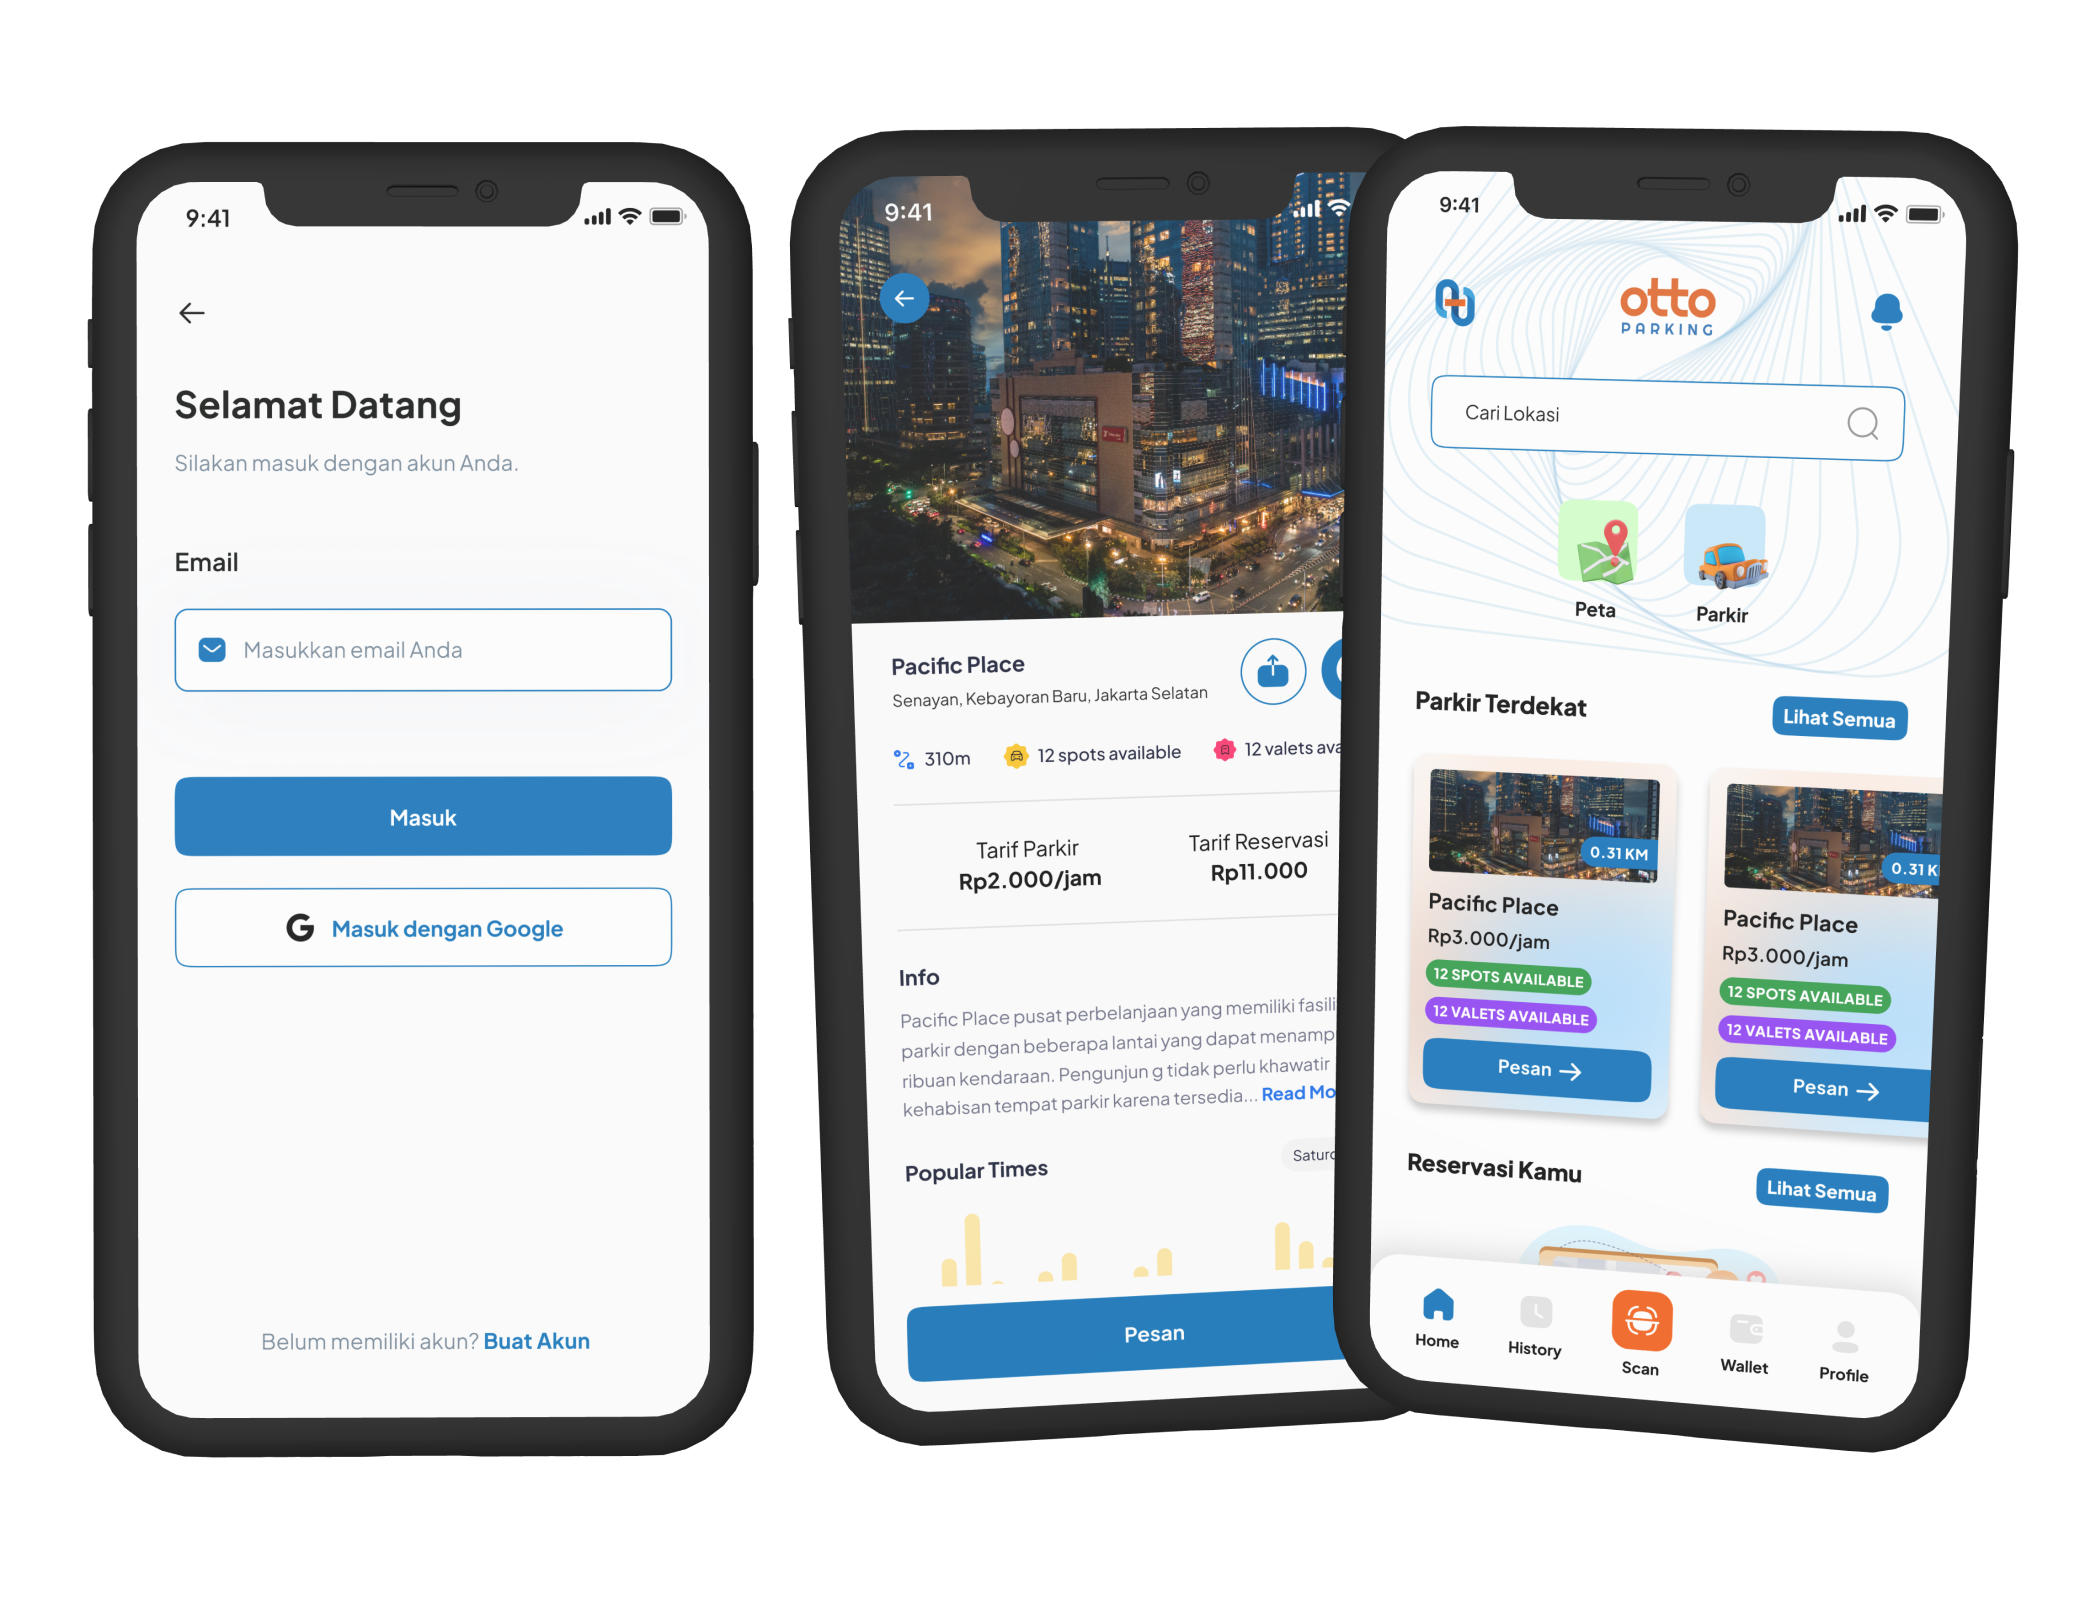 9:41
Selamat Datang
Silakan masuk dengan akun Anda.
Email
Masukkan email Anda
Masuk
G Masuk dengan Google
Belum memiliki akun? Buat Akun
9:41
Pacific Place
Senayan, Kebayoran Baru, Jakarta Selatan
310m
12 spots available
12 valets ava
Tarif Parkir
Rp2.000/jam
Tarif Reservasi
Rp11.000
Info
Pacific Place pusat perbelanjaan yang memiliki fasili
parkir dengan beberapa lantai yang dapat menamp
ribuan kendaraan. Pengunjun g tidak perlu khawatir
kehabisan tempat parkir karena tersedia... Read Mo
Popular Times
Saturd
Pesan
9:41
otto
PARKING
Cari Lokasi
Peta
Parkir
Parkir Terdekat
Lihat Semua
0.31 KM
Pacific Place
Rp3.000/jam
12 SPOTS AVAILABLE
12 VALETS AVAILABLE
Pesan →
0.31 K
Pacific Place
Rp3.000/jam
12 SPOTS AVAILABLE
12 VALETS AVAILABLE
Pesan →
Reservasi Kamu
Lihat Semua
Home
History
Scan
Wallet
Profile